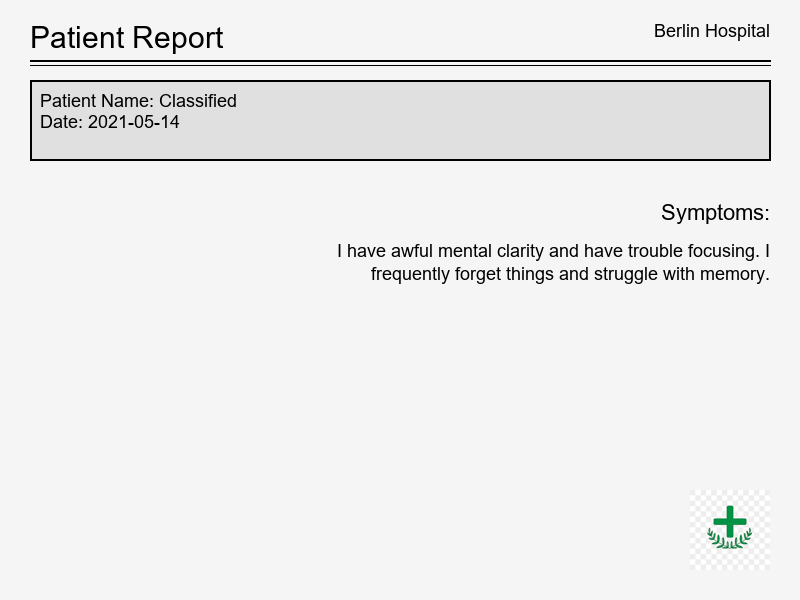 Patient Report
Berlin Hospital
Patient Name: Classified
Date: 2021-05-14
Symptoms:
I have awful mental clarity and have trouble focusing. I
frequently forget things and struggle with memory.